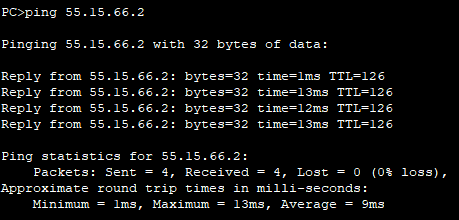 PC>ping 55.15.66.2
Pinging 55.15.66.2 with 32 bytes of data:
Reply from 55.15.66.2: bytes=32 time=1ms TTL=126
Reply from 55.15.66.2: bytes=32 time=13ms TTL=126
Reply from 55.15.66.2: bytes=32 time=12ms TTL=126
Reply from 55.15.66.2: bytes=32 time=13ms TTL=126
Ping statistics for 55.15.66.2:
Packets: Sent = 4, Received = 4, Lost = 0 (0% loss),
Approximate round trip times in milli-seconds:
Minimum = 1ms, Maximum = 13ms, Average = 9ms